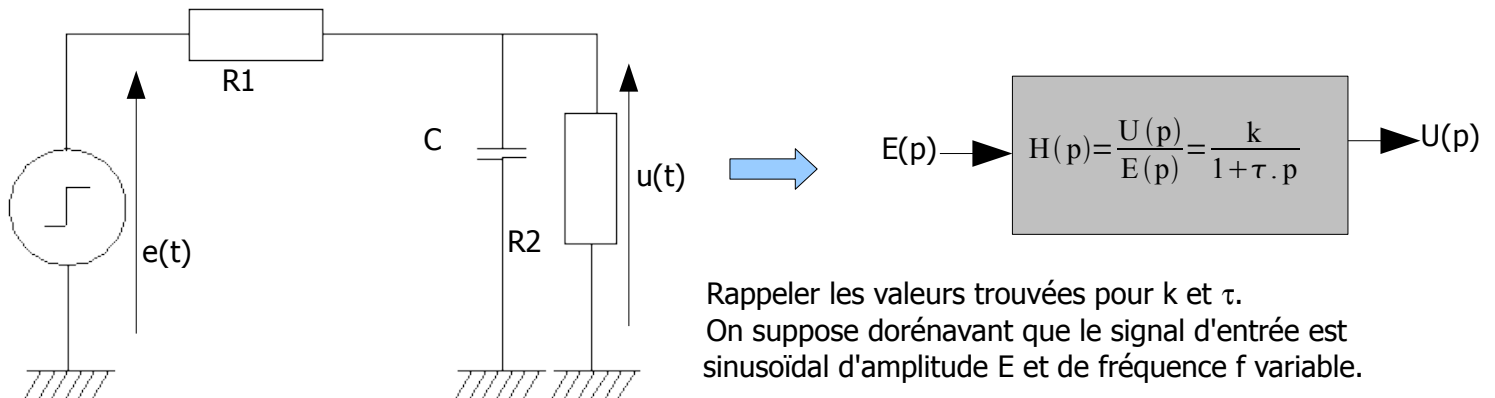 R1
C
R2
e(t)
u(t)
E(p)
H(p)=U(p)/E(p)=k/(1+τ.p)
U(p)
Rappeler les valeurs trouvées pour k et τ.
On suppose dorénavant que le signal d'entrée est
sinusoïdal d'amplitude E et de fréquence f variable.